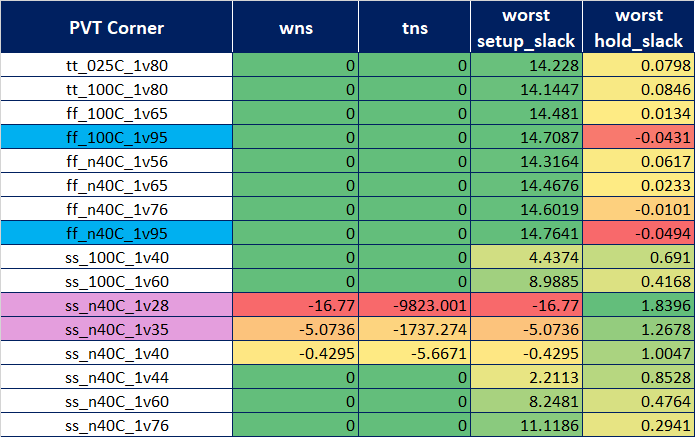 PVT Corner wns tns worst setup_slack worst hold_slack
tt_025C_1v80 0 0 14.228 0.0798
tt_100C_1v80 0 0 14.1447 0.0846
ff_100C_1v65 0 0 14.481 0.0134
ff_100C_1v95 0 0 14.7087 -0.0431
ff_n40C_1v56 0 0 14.3164 0.0617
ff_n40C_1v65 0 0 14.4676 0.0233
ff_n40C_1v76 0 0 14.6019 -0.0101
ff_n40C_1v95 0 0 14.7641 -0.0494
ss_100C_1v40 0 0 4.4374 0.691
ss_100C_1v60 0 0 8.9885 0.4168
ss_n40C_1v28 -16.77 -9823.001 -16.77 1.8396
ss_n40C_1v35 -5.0736 -1737.274 -5.0736 1.2678
ss_n40C_1v40 -0.4295 -5.6671 -0.4295 1.0047
ss_n40C_1v44 0 0 2.2113 0.8528
ss_n40C_1v60 0 0 8.2481 0.4764
ss_n40C_1v76 0 0 11.1186 0.2941